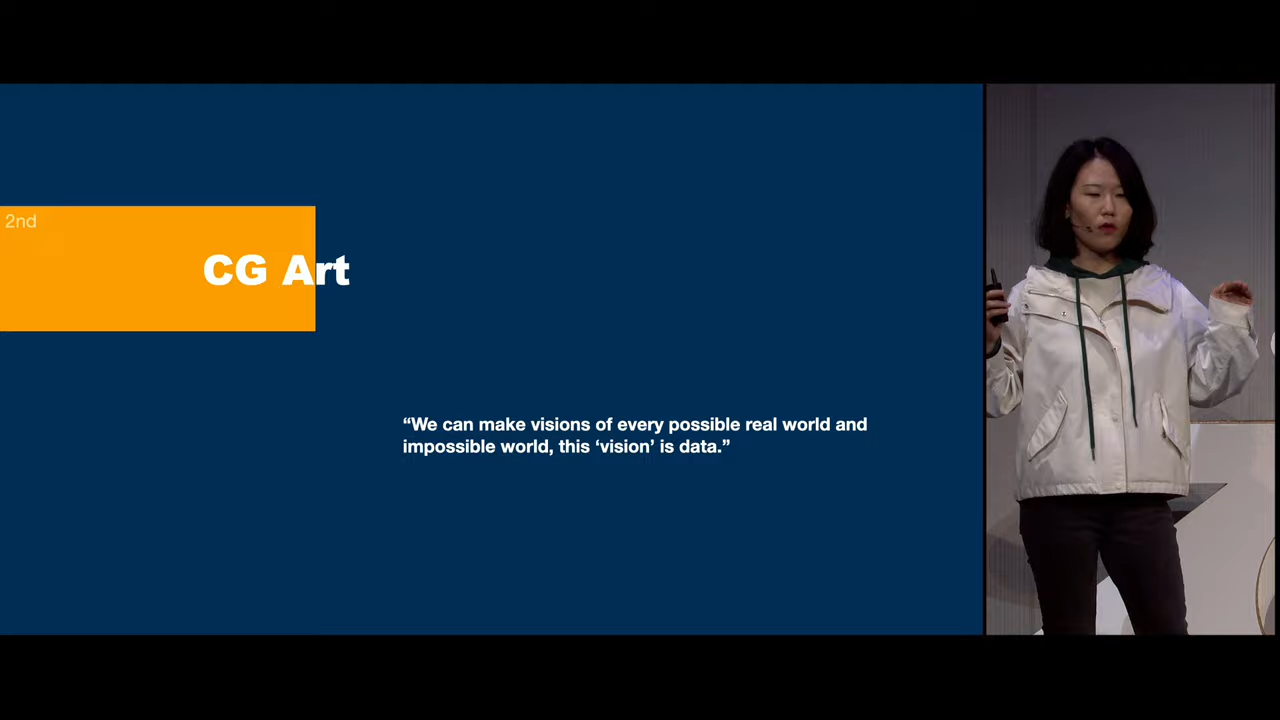 2nd
CG Art
“We can make visions of every possible real world and
impossible world, this ‘vision’ is data.”